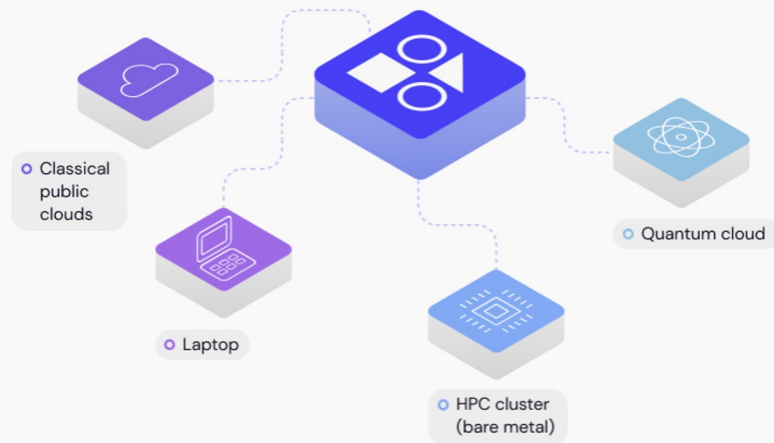 Classical
public
clouds
Laptop
Quantum cloud
HPC cluster
(bare metal)